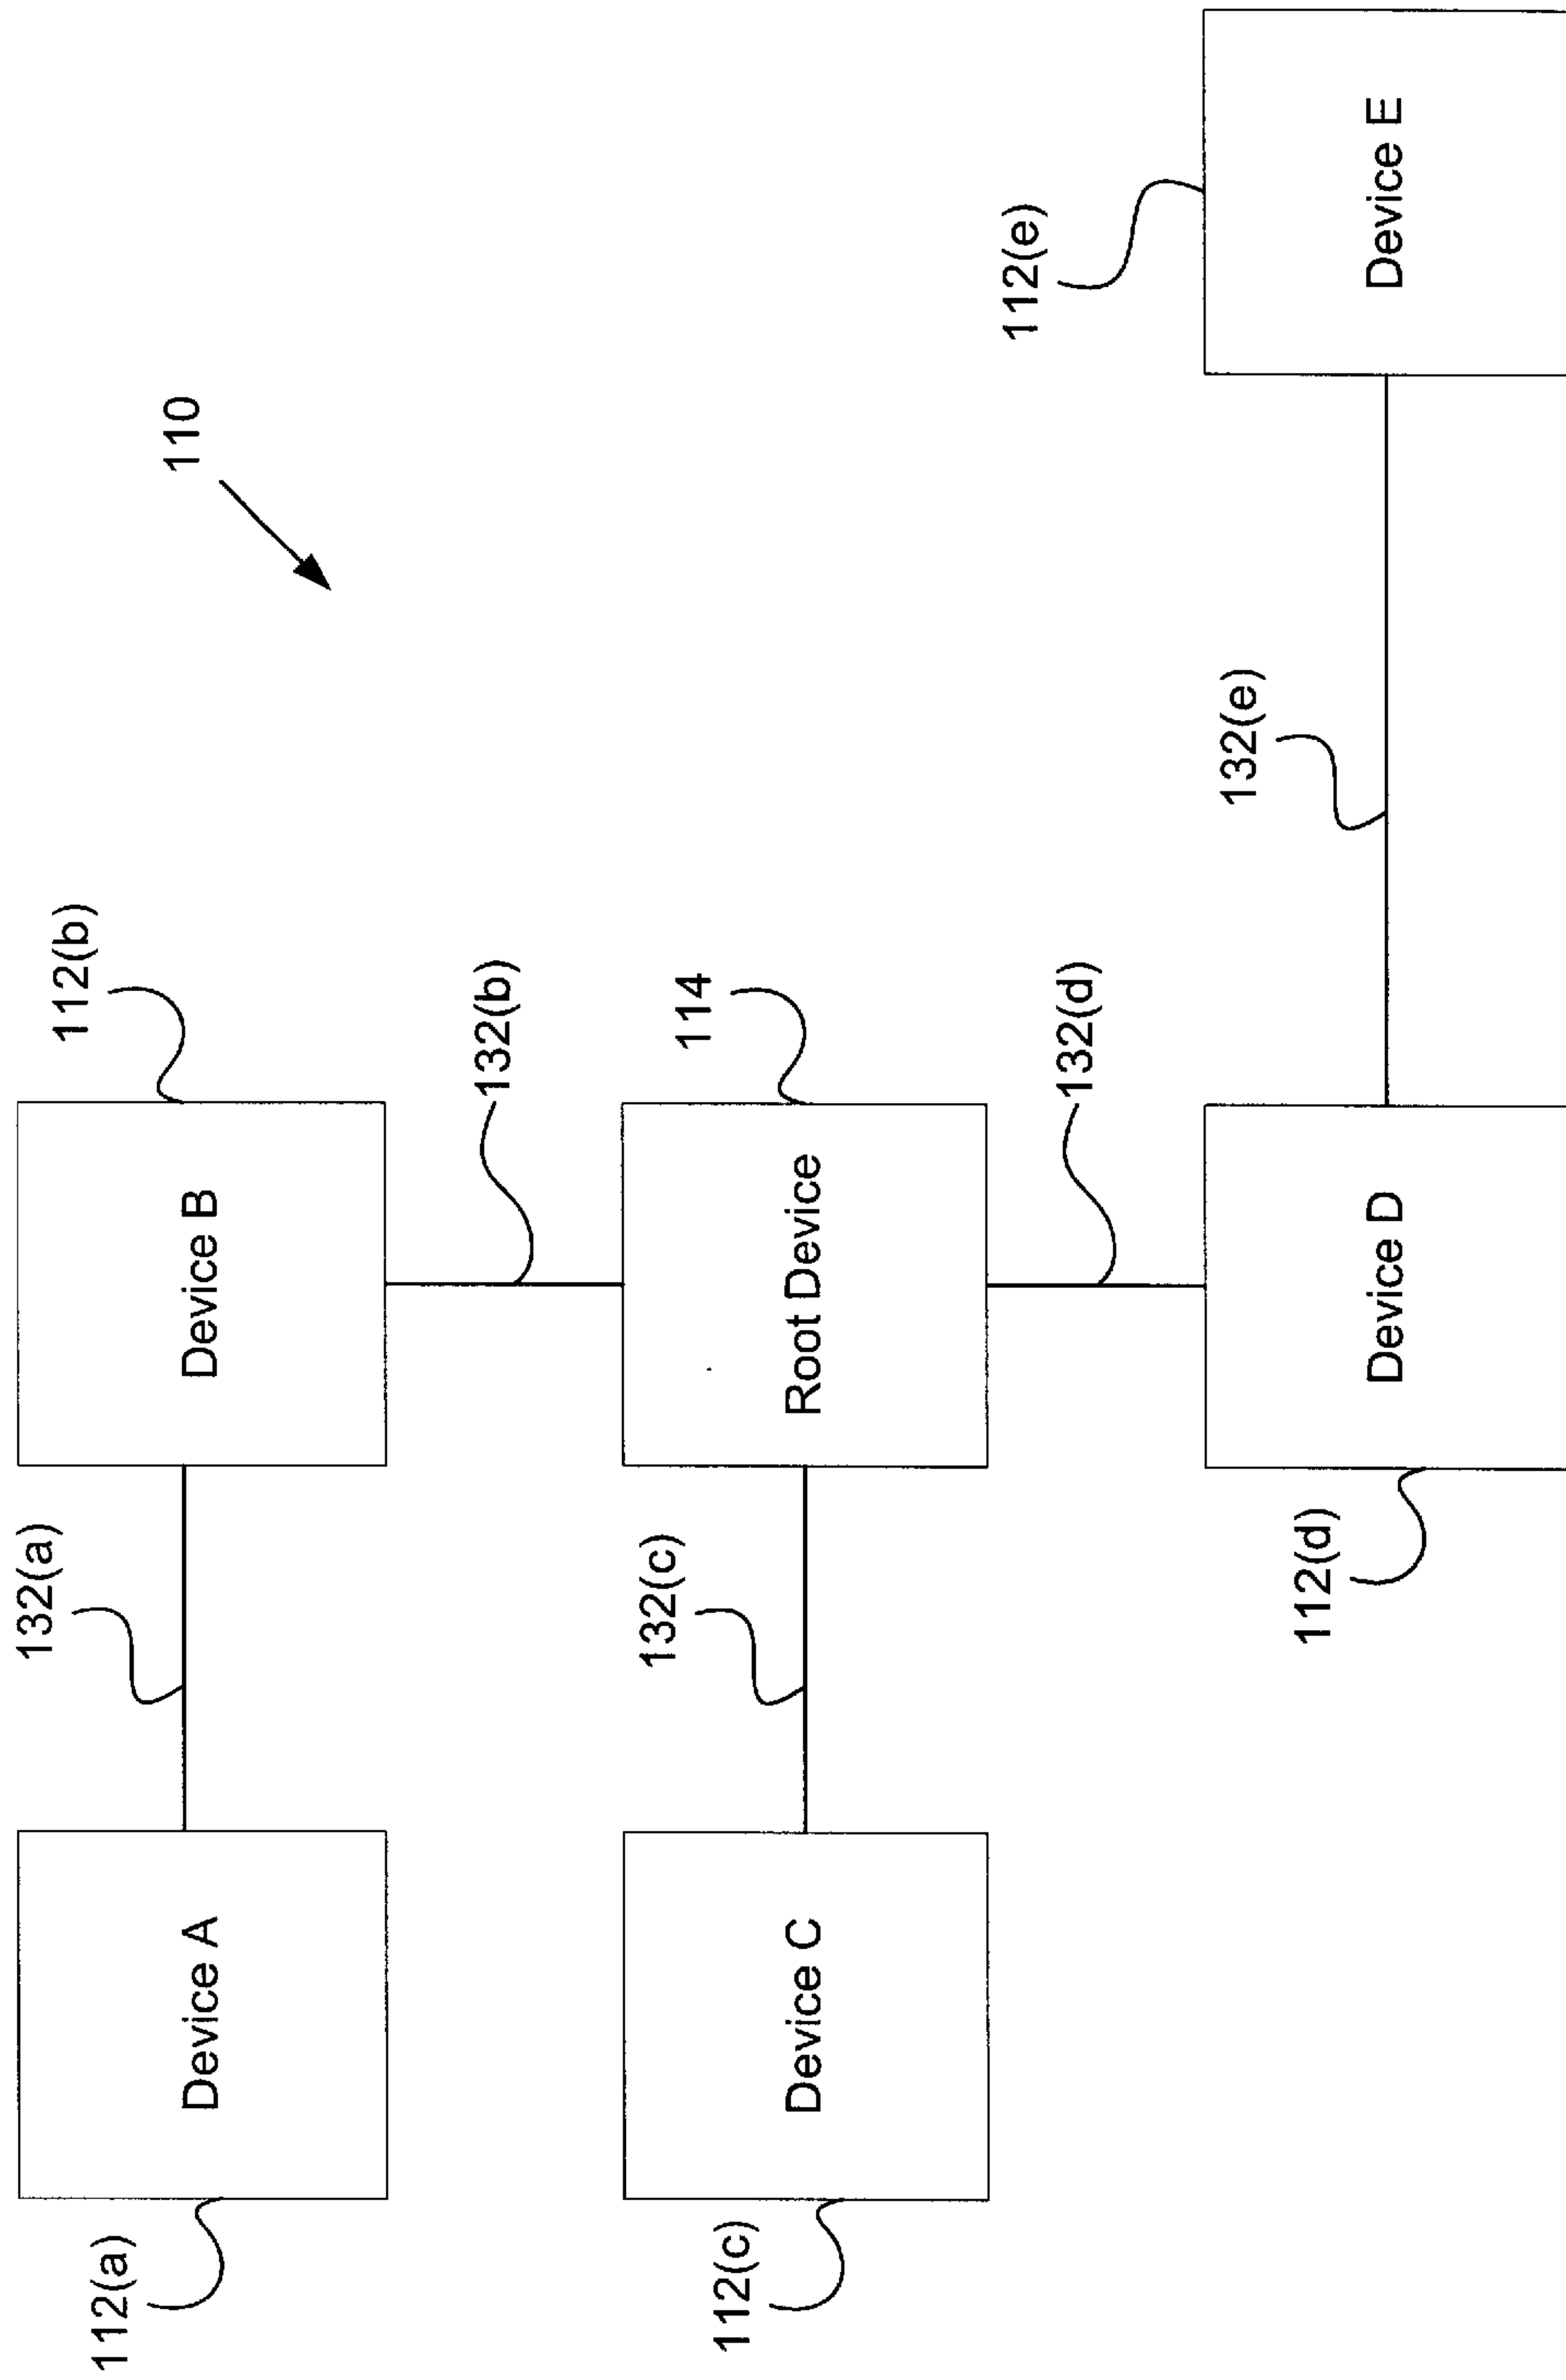 110
112(b)
132(a)
Device A
Device B
112(a)
132(b)
114
132(c)
Device C
Root Device
112(c)
132(d)
112(e)
132(e)
Device D
Device E
112(d)